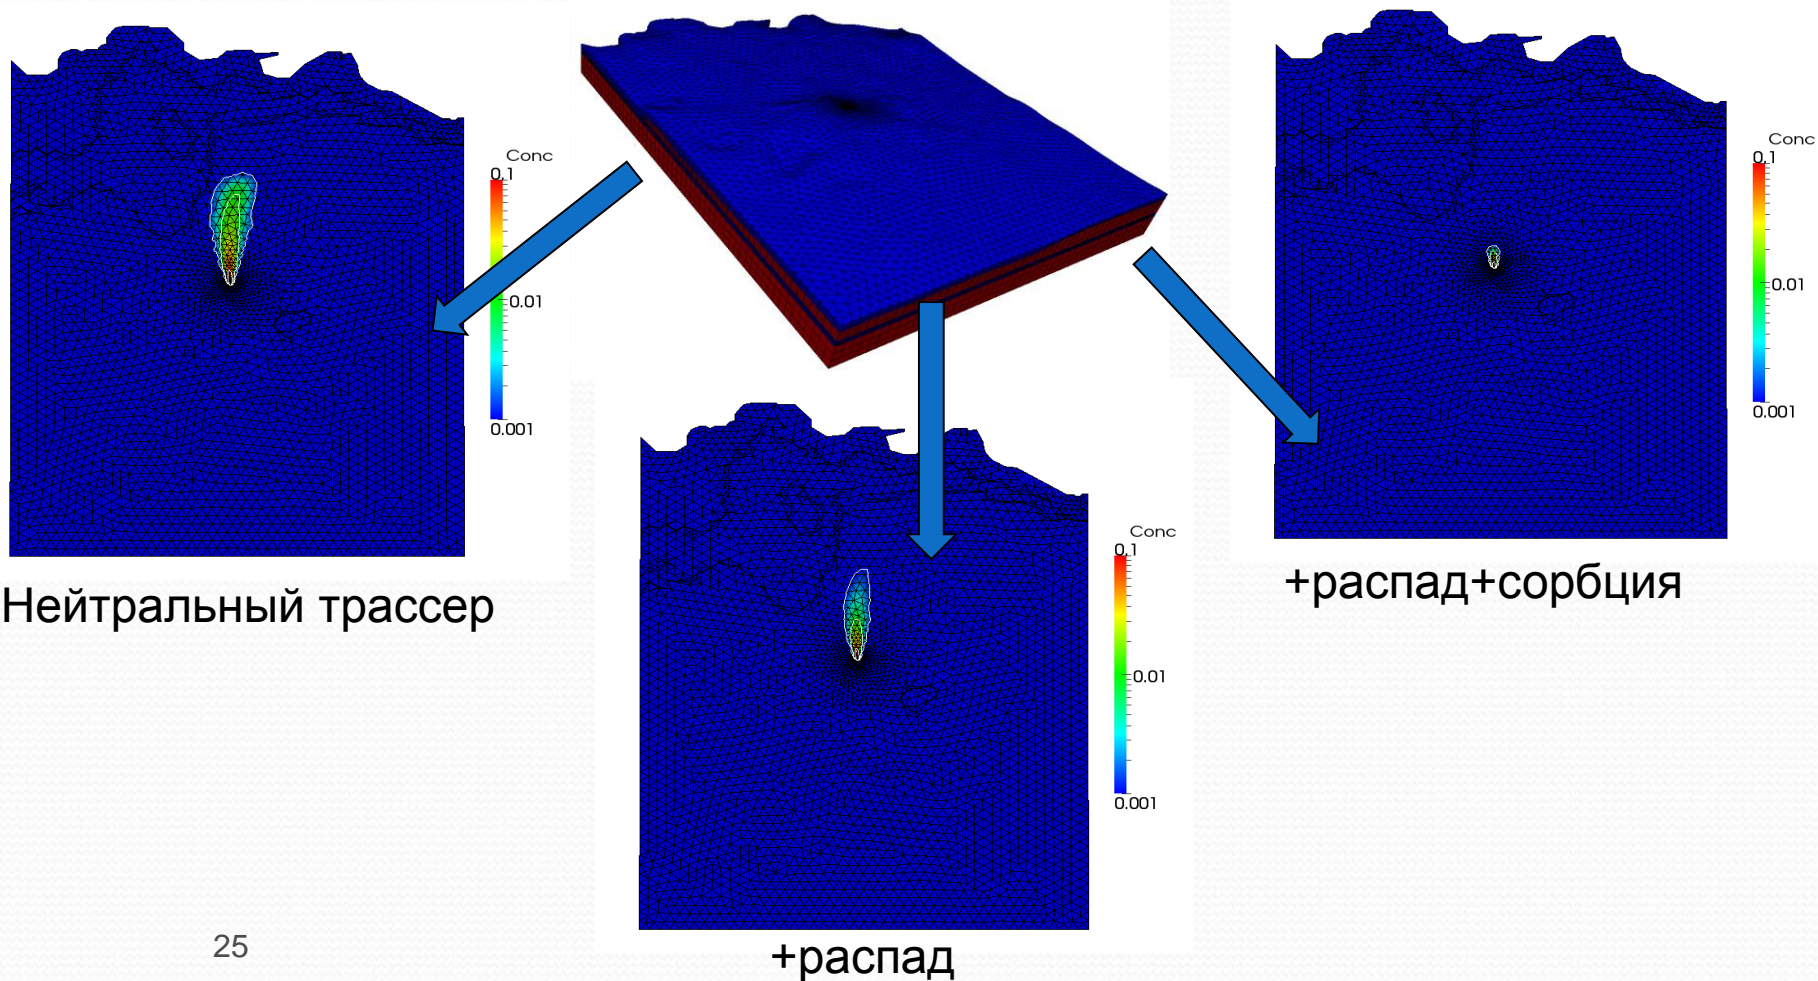 Conc
0.1
0.01
0.001
Нейтральный трассер
Conc
0.1
0.01
0.001
+распад
Conc
0.1
0.01
0.001
+распад+сорбция
25